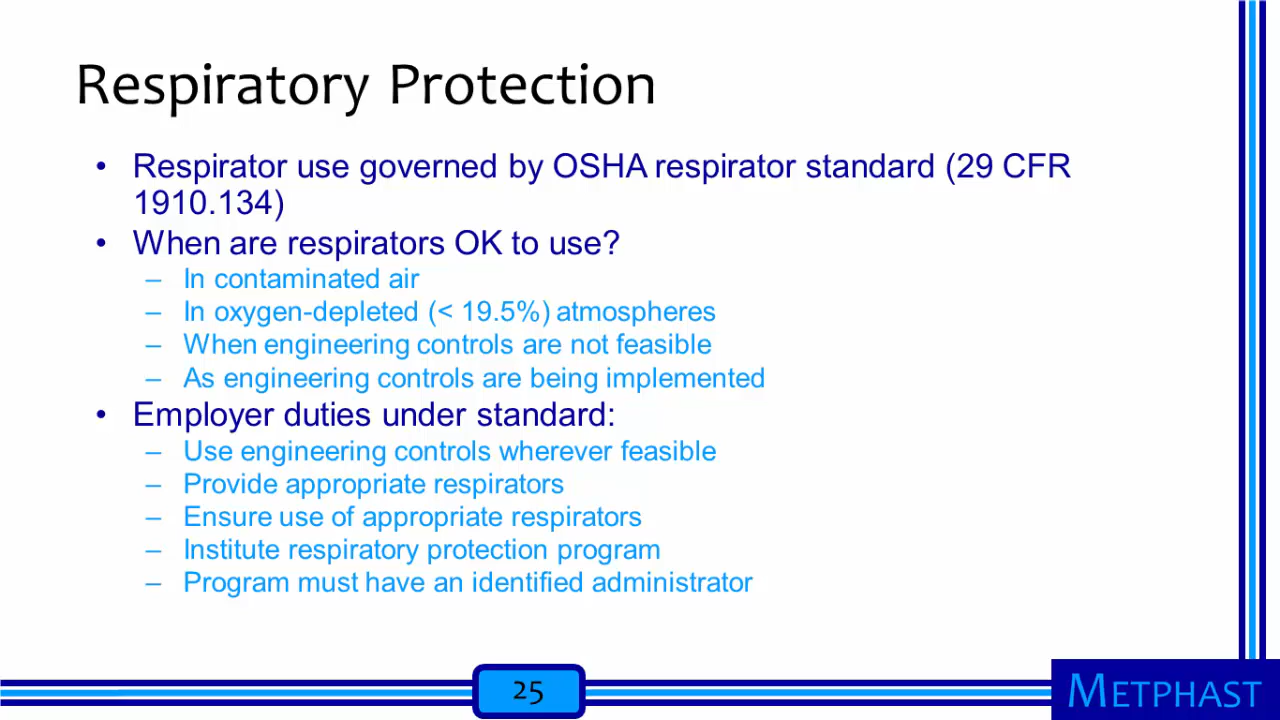 Respiratory Protection
• Respirator use governed by OSHA respirator standard (29 CFR
1910.134)
• When are respirators OK to use?
– In contaminated air
– In oxygen-depleted (< 19.5%) atmospheres
– When engineering controls are not feasible
– As engineering controls are being implemented
• Employer duties under standard:
– Use engineering controls wherever feasible
– Provide appropriate respirators
– Ensure use of appropriate respirators
– Institute respiratory protection program
– Program must have an identified administrator
25
METPHAST